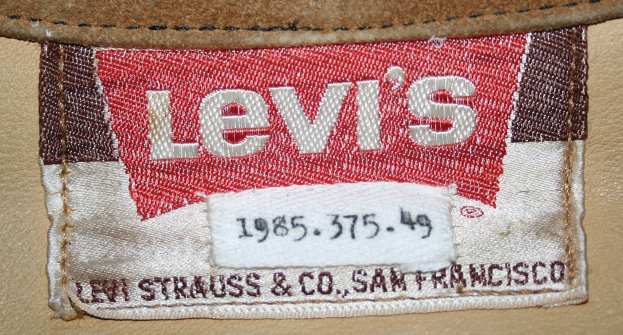 LeVI'S
®
1985.375.49
LEVI STRAUSS & CO., SAN FRANCISCO